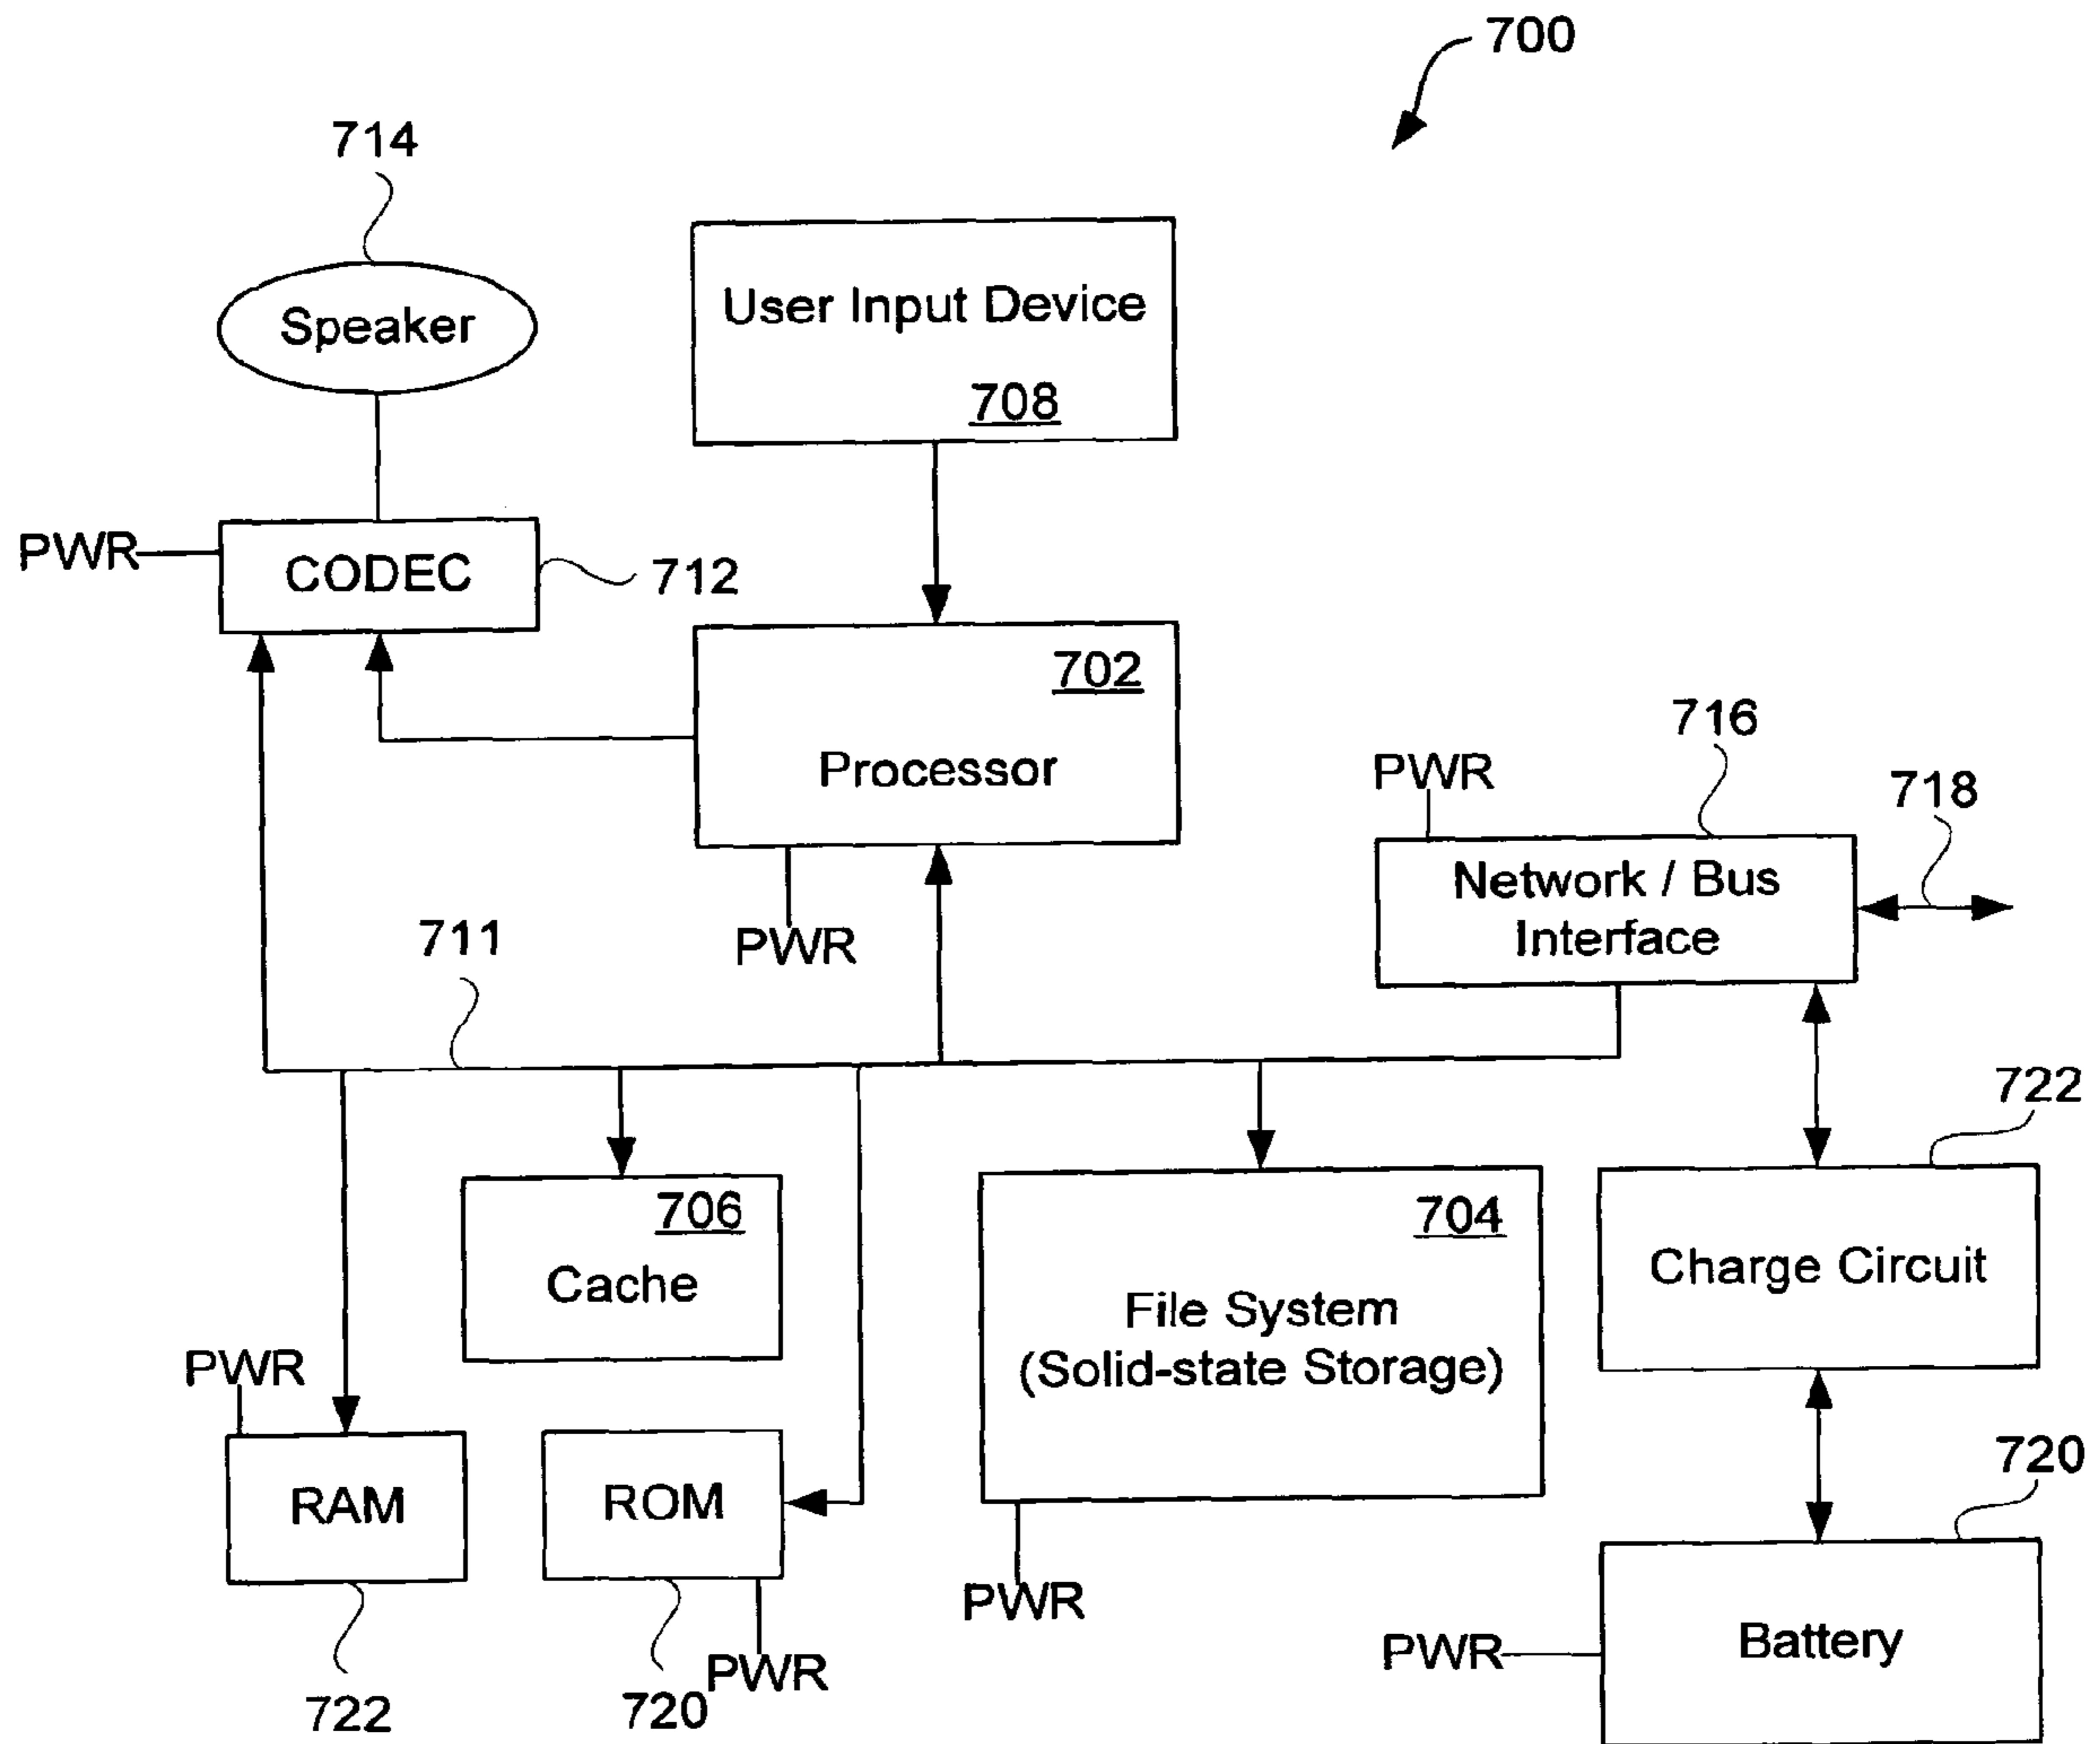 700
714
Speaker
User Input Device
708
PWR
CODEC
712
702
Processor
PWR
716
PWR
718
Network / Bus
Interface
711
722
706
Cache
704
File System
(Solid-state Storage)
Charge Circuit
PWR
RAM
ROM
720
PWR
PWR
Battery
PWR
722
720
PWR